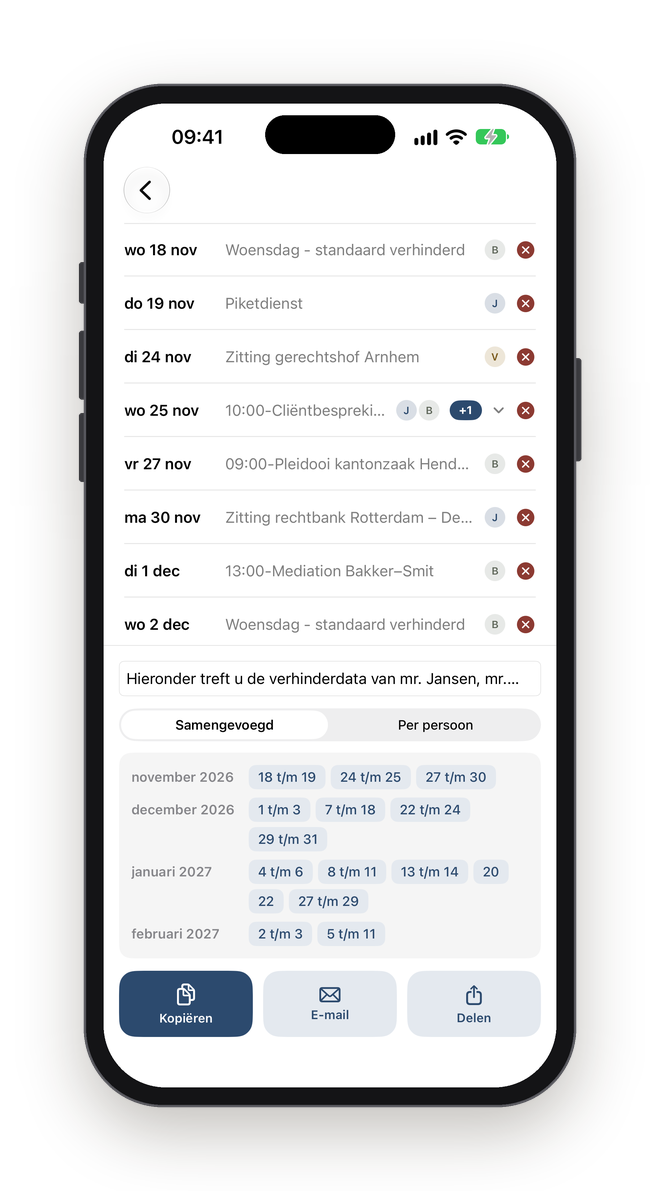 09:41
wo 18 nov Woensdag - standaard verhinderd B
do 19 nov Piketdienst J
di 24 nov Zitting gerechtshof Arnhem V
wo 25 nov 10:00-Cliëntbespreki... J B +1
vr 27 nov 09:00-Pleidooi kantonzaak Hend... B
ma 30 nov Zitting rechtbank Rotterdam – De... J
di 1 dec 13:00-Mediation Bakker–Smit B
wo 2 dec Woensdag - standaard verhinderd B
Hieronder treft u de verhinderdata van mr. Jansen, mr....
Samengevoegd Per persoon
november 2026 18 t/m 19 24 t/m 25 27 t/m 30
december 2026 1 t/m 3 7 t/m 18 22 t/m 24
29 t/m 31
januari 2027 4 t/m 6 8 t/m 11 13 t/m 14 20
22 27 t/m 29
februari 2027 2 t/m 3 5 t/m 11
Kopiëren E-mail Delen